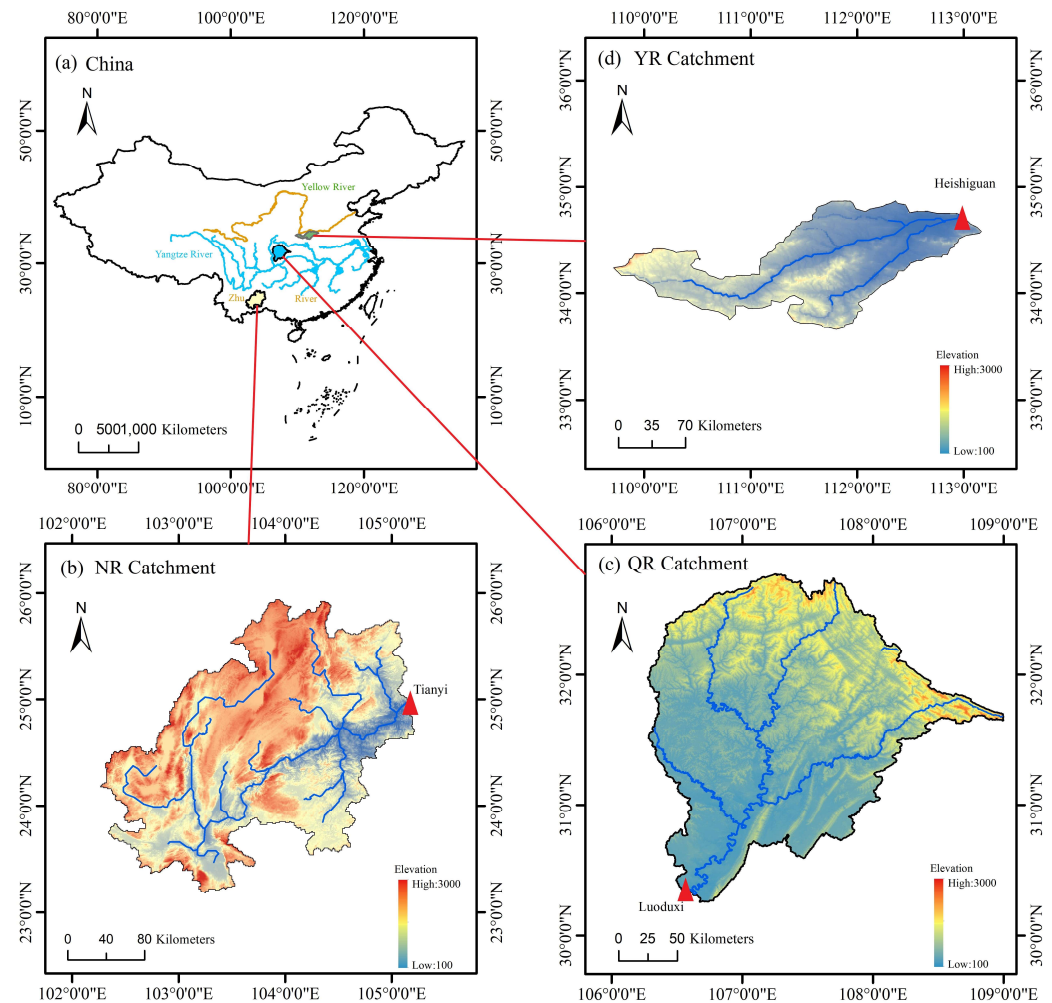 80°0'0"E 100°0'0"E 120°0'0"E
(a) China
N
50°0'0"N
30°0'0"N
10°0'0"N
50°0'0"N
30°0'0"N
10°0'0"N
Yellow River
Yangtze River
Zhu River
0 5001,000 Kilometers
80°0'0"E 100°0'0"E 120°0'0"E
110°0'0"E 111°0'0"E 112°0'0"E 113°0'0"E
(d) YR Catchment
N
36°0'0"N
35°0'0"N
34°0'0"N
33°0'0"N
36°0'0"N
35°0'0"N
34°0'0"N
33°0'0"N
Heishiguan
Elevation
High:3000
Low:100
0 35 70 Kilometers
110°0'0"E 111°0'0"E 112°0'0"E 113°0'0"E
102°0'0"E 103°0'0"E 104°0'0"E 105°0'0"E
(b) NR Catchment
N
26°0'0"N
25°0'0"N
24°0'0"N
23°0'0"N
26°0'0"N
25°0'0"N
24°0'0"N
23°0'0"N
Tianyi
Elevation
High:3000
Low:100
0 40 80 Kilometers
102°0'0"E 103°0'0"E 104°0'0"E 105°0'0"E
106°0'0"E 107°0'0"E 108°0'0"E 109°0'0"E
(c) QR Catchment
N
32°0'0"N
31°0'0"N
30°0'0"N
32°0'0"N
31°0'0"N
30°0'0"N
Luoduxi
Elevation
High:3000
Low:100
0 25 50 Kilometers
106°0'0"E 107°0'0"E 108°0'0"E 109°0'0"E